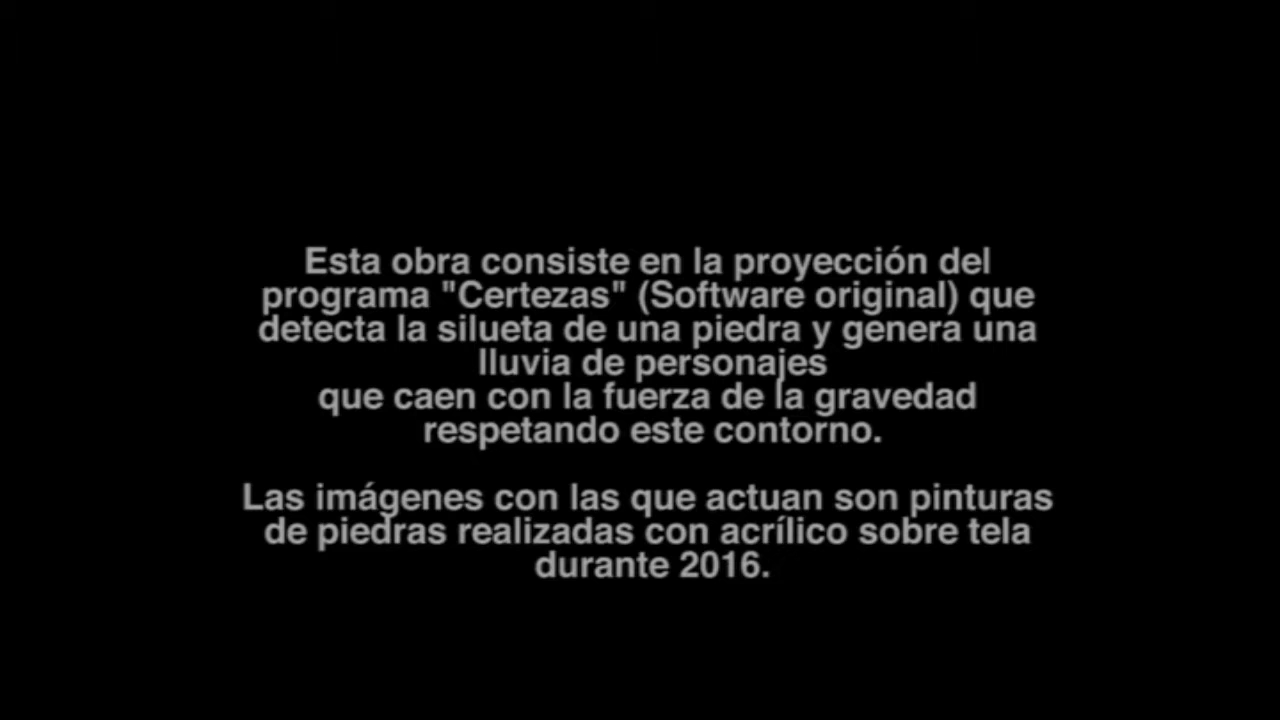 Esta obra consiste en la proyección del
programa "Certezas" (Software original) que
detecta la silueta de una piedra y genera una
lluvia de personajes
que caen con la fuerza de la gravedad
respetando este contorno.
Las imágenes con las que actuan son pinturas
de piedras realizadas con acrílico sobre tela
durante 2016.